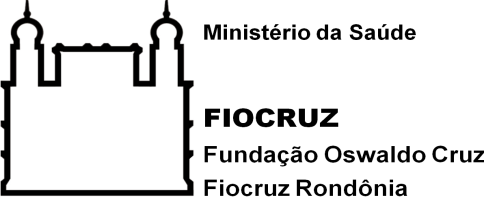 Ministério da Saúde
FIOCRUZ
Fundação Oswaldo Cruz
Fiocruz Rondônia